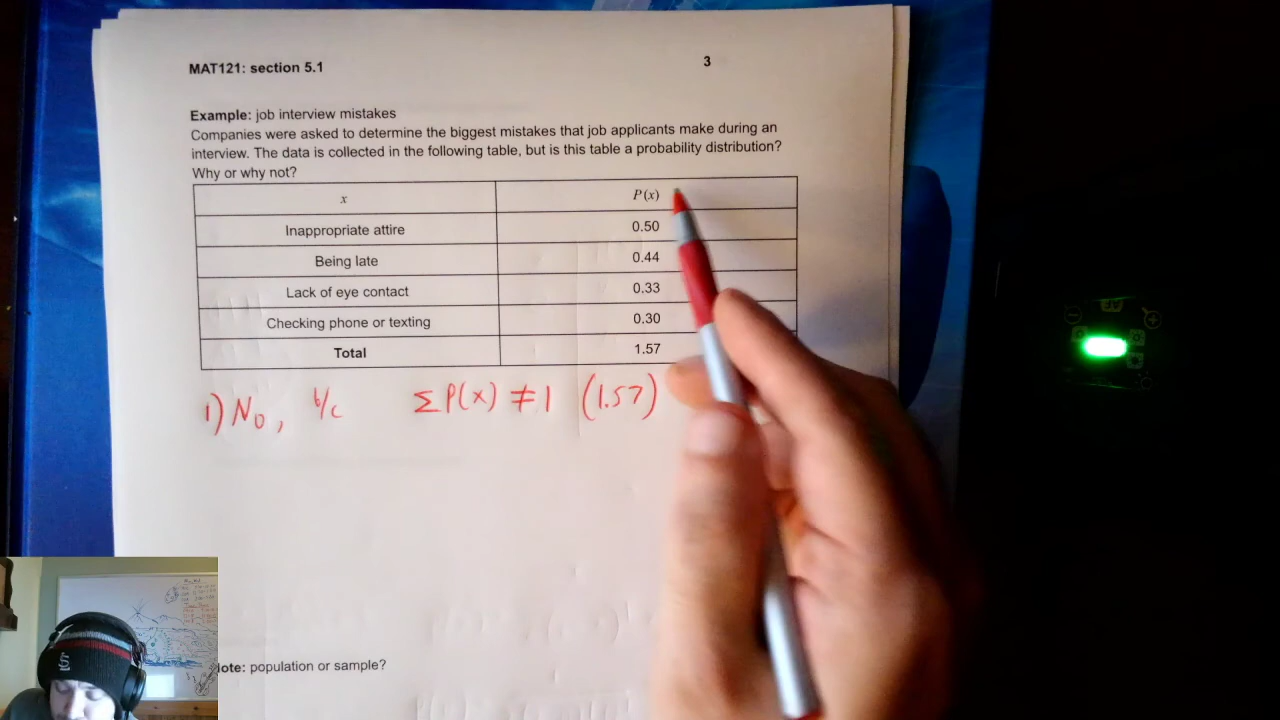 MAT121: section 5.1 3
Example: job interview mistakes
Companies were asked to determine the biggest mistakes that job applicants make during an
interview. The data is collected in the following table, but is this table a probability distribution?
Why or why not?
x P(x)
Inappropriate attire 0.50
Being late 0.44
Lack of eye contact 0.33
Checking phone or texting 0.30
Total 1.57
1) No, b/c ΣP(x) ≠ 1 (1.57)
ote: population or sample?